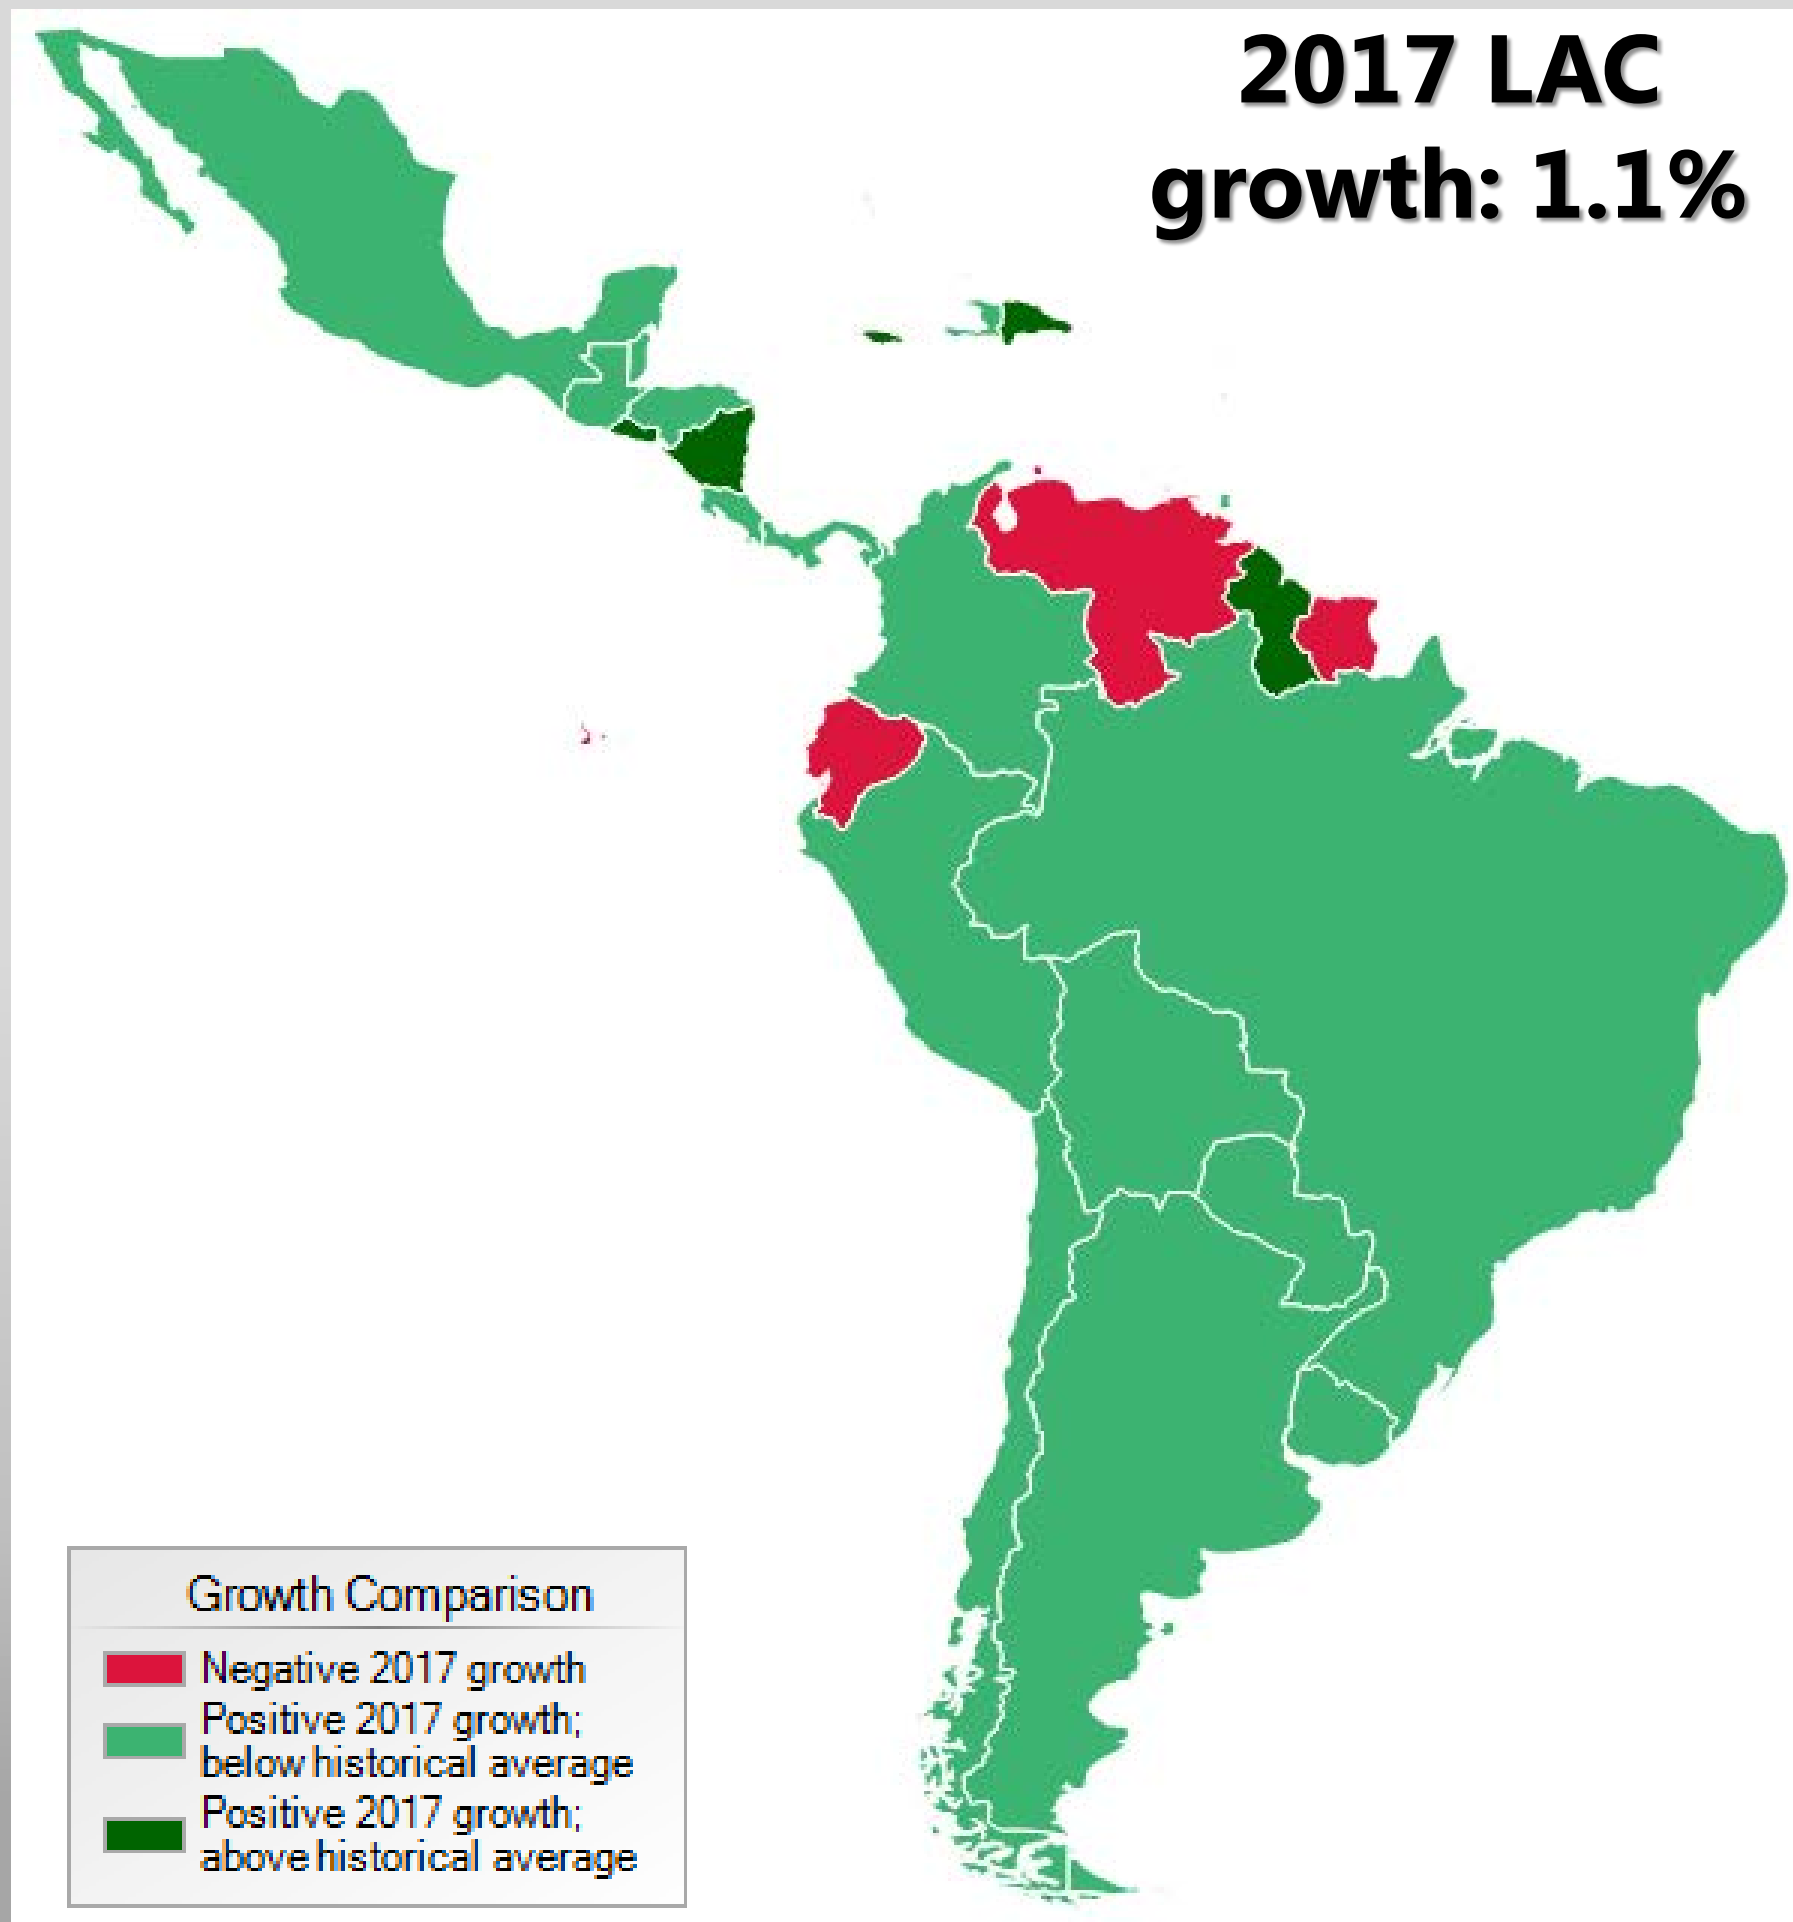 2017 LAC
growth: 1.1%
Growth Comparison
Negative 2017 growth
Positive 2017 growth;
below historical average
Positive 2017 growth;
above historical average